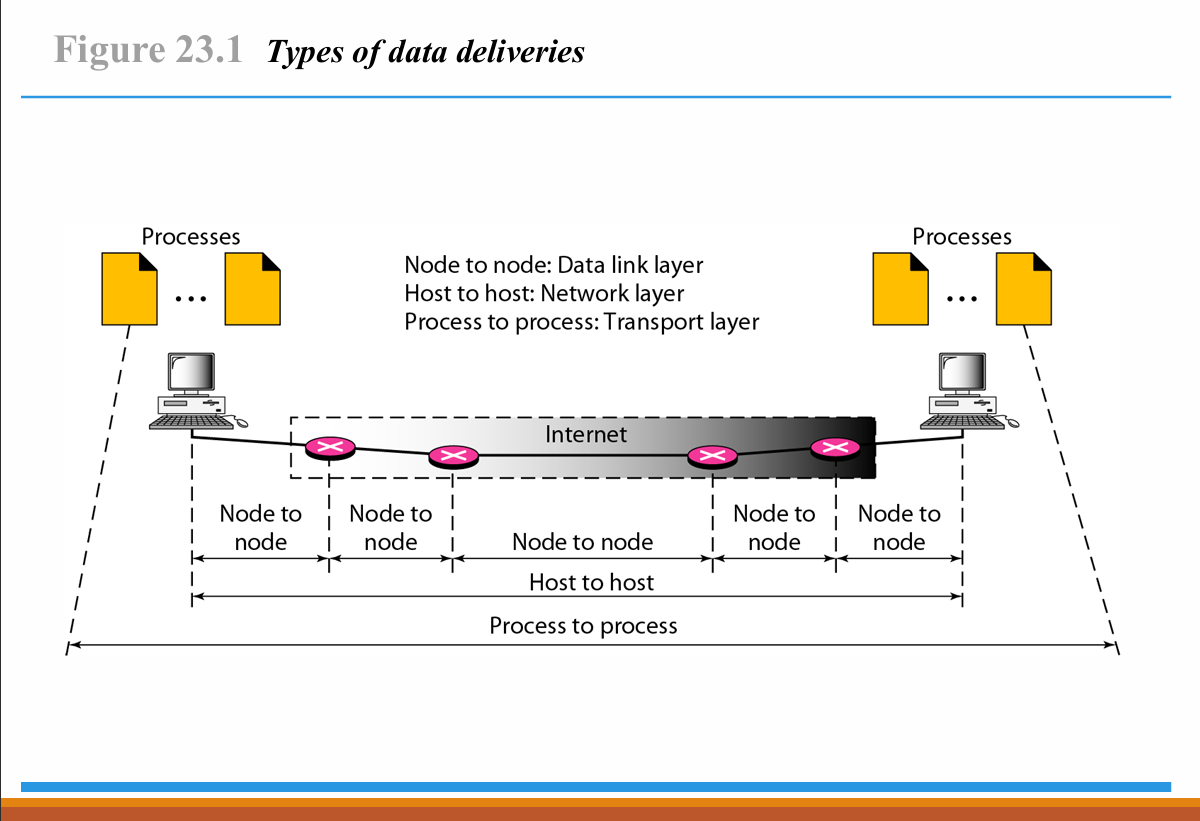 Figure 23.1 Types of data deliveries
Processes
Processes
Node to node: Data link layer
Host to host: Network layer
Process to process: Transport layer
...
...
Internet
Node to
node
Node to
node
Node to node
Node to
node
Node to
node
Host to host
Process to process